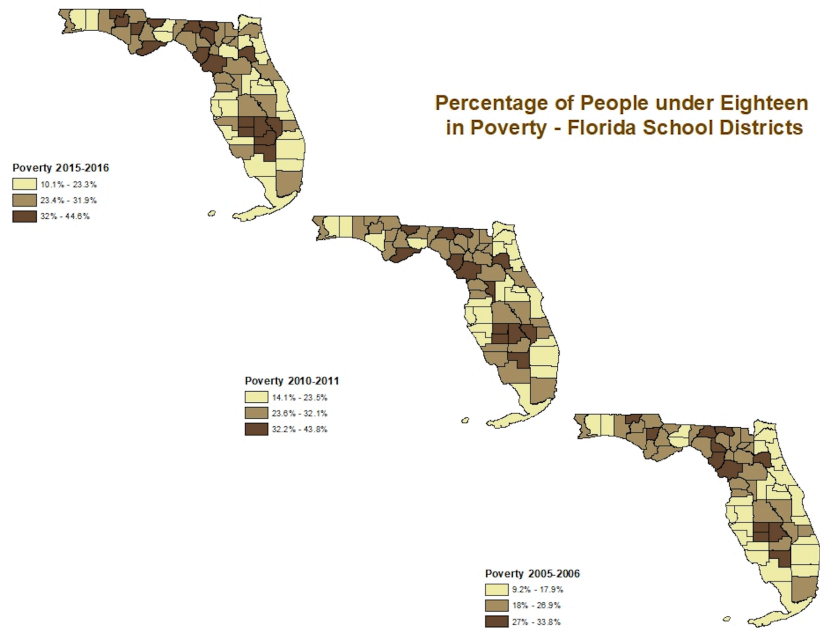 Percentage of People under Eighteen
in Poverty - Florida School Districts
Poverty 2015-2016
10.1% - 23.3%
23.4% - 31.9%
32% - 44.6%
Poverty 2010-2011
14.1% - 23.5%
23.6% - 32.1%
32.2% - 43.8%
Poverty 2005-2006
9.2% - 17.9%
18% - 26.9%
27% - 33.8%